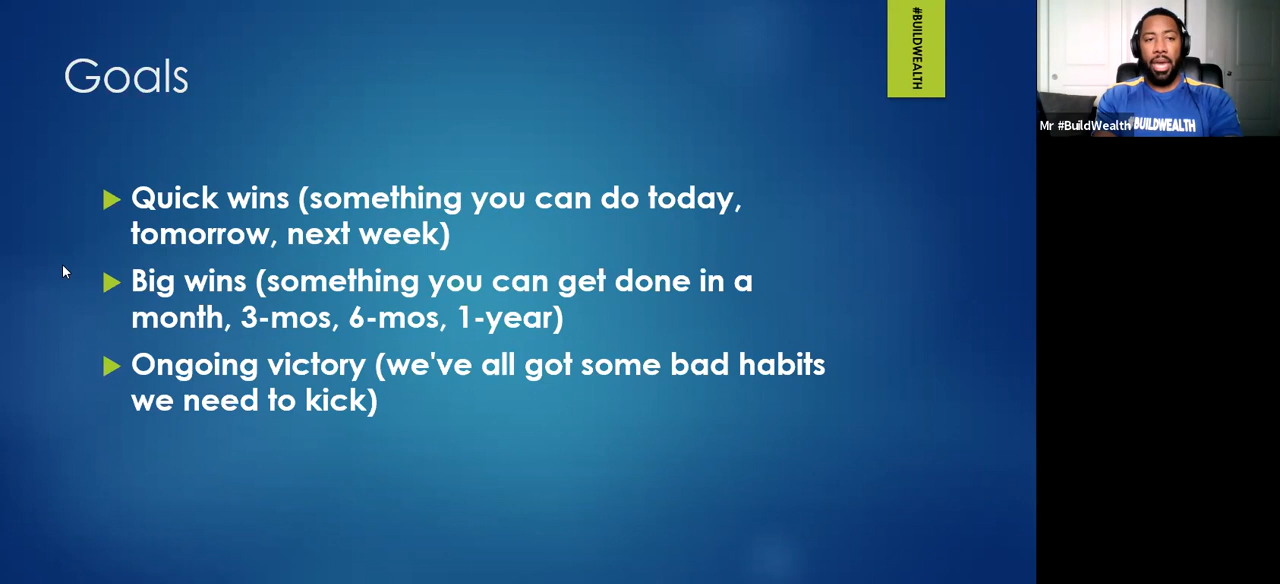 Goals
#BUILDWEALTH
Quick wins (something you can do today,
tomorrow, next week)
Big wins (something you can get done in a
month, 3-mos, 6-mos, 1-year)
Ongoing victory (we've all got some bad habits
we need to kick)
Mr #BuildWealth
#BUILDWEALTH